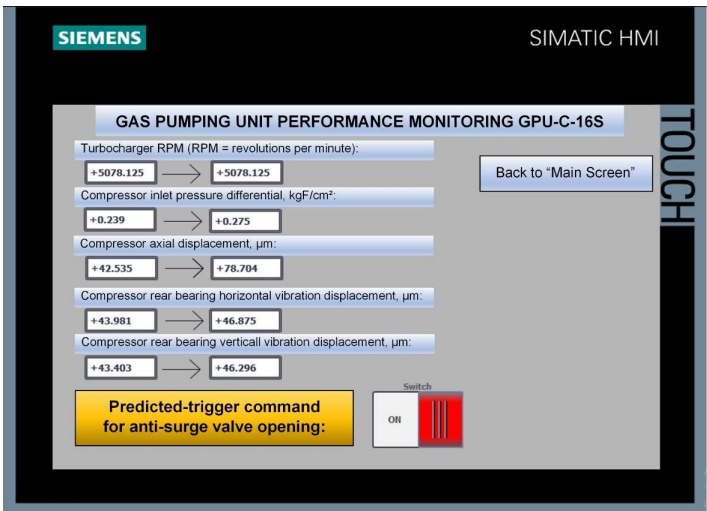 SIEMENS
SIMATIC HMI
TOUCH
GAS PUMPING UNIT PERFORMANCE MONITORING GPU-C-16S
Turbocharger RPM (RPM = revolutions per minute):
+5078.125 +5078.125
Back to “Main Screen”
Compressor inlet pressure differential, kgF/cm²:
+0.239 +0.275
Compressor axial displacement, µm:
+42.535 +78.704
Compressor rear bearing horizontal vibration displacement, µm:
+43.981 +46.875
Compressor rear bearing verticall vibration displacement, µm:
+43.403 +46.296
Switch
Predicted-trigger command
for anti-surge valve opening:
ON